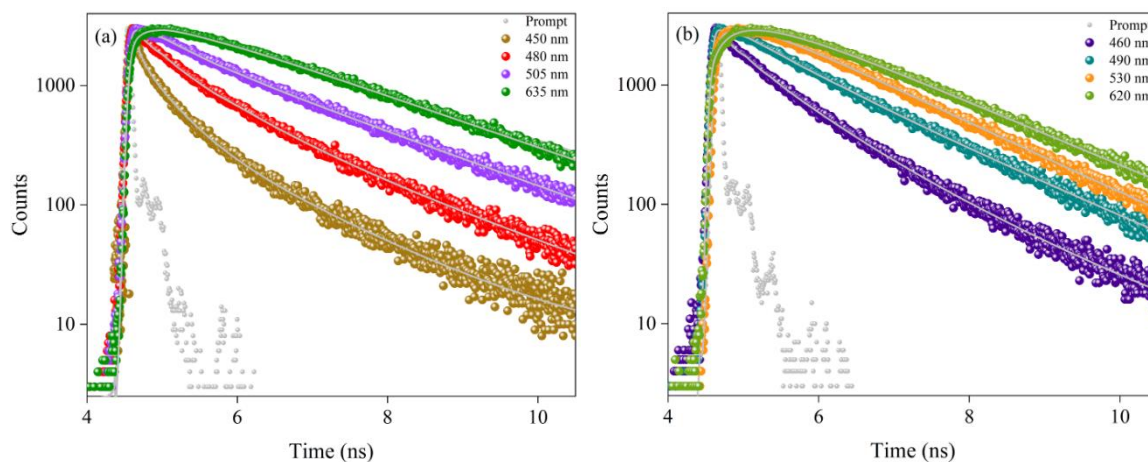 (a)
Prompt
450 nm
480 nm
505 nm
635 nm
1000
100
10
Counts
4
6
8
10
Time (ns)
(b)
Prompt
460 nm
490 nm
530 nm
620 nm
1000
100
10
Counts
4
6
8
10
Time (ns)